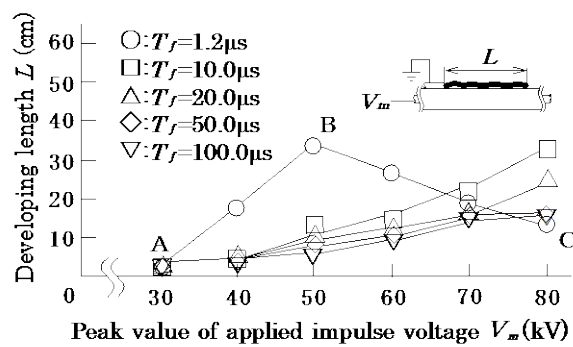 Developing length L (cm)
60
50
40
30
20
10
0
○:Tf=1.2μs
□:Tf=10.0μs
△:Tf=20.0μs
◇:Tf=50.0μs
▽:Tf=100.0μs
L
Vm
A
B
C
30 40 50 60 70 80
Peak value of applied impulse voltage Vm (kV)